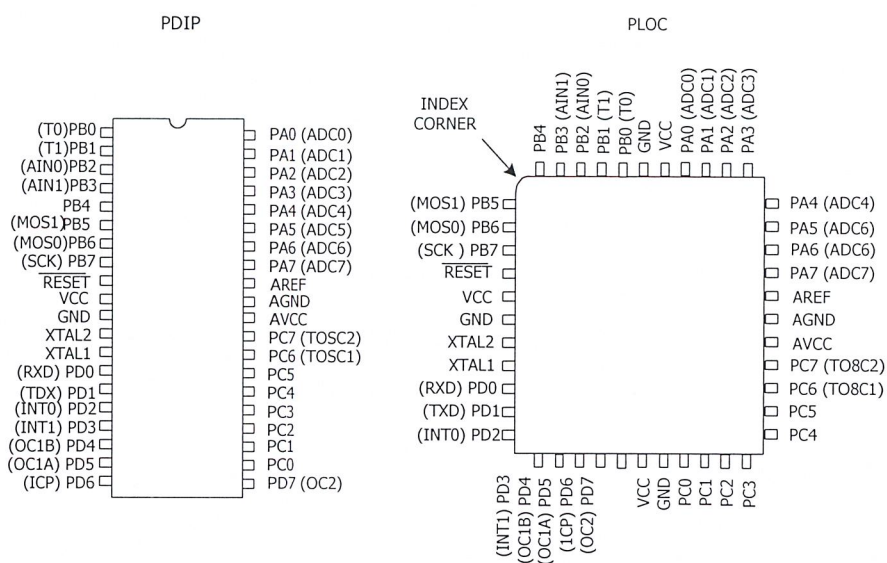 PDIP
(T0)PB0
(T1)PB1
(AIN0)PB2
(AIN1)PB3
PB4
(MOS1)PB5
(MOS0)PB6
(SCK) PB7
RESET
VCC
GND
XTAL2
XTAL1
(RXD) PD0
(TDX) PD1
(INT0) PD2
(INT1) PD3
(OC1B) PD4
(OC1A) PD5
(ICP) PD6
PA0 (ADC0)
PA1 (ADC1)
PA2 (ADC2)
PA3 (ADC3)
PA4 (ADC4)
PA5 (ADC5)
PA6 (ADC6)
PA7 (ADC7)
AREF
AGND
AVCC
PC7 (TOSC2)
PC6 (TOSC1)
PC5
PC4
PC3
PC2
PC1
PC0
PD7 (OC2)
PLOC
INDEX
CORNER
PB4
PB3 (AIN1)
PB2 (AIN0)
PB1 (T1)
PB0 (T0)
GND
VCC
PA0 (ADC0)
PA1 (ADC1)
PA2 (ADC2)
PA3 (ADC3)
(MOS1) PB5
(MOS0) PB6
(SCK ) PB7
RESET
VCC
GND
XTAL2
XTAL1
(RXD) PD0
(TXD) PD1
(INT0) PD2
PA4 (ADC4)
PA5 (ADC6)
PA6 (ADC6)
PA7 (ADC7)
AREF
AGND
AVCC
PC7 (TO8C2)
PC6 (TO8C1)
PC5
PC4
(INT1) PD3
(OC1B) PD4
(OC1A) PD5
(1CP) PD6
(OC2) PD7
VCC
GND
PC0
PC1
PC2
PC3